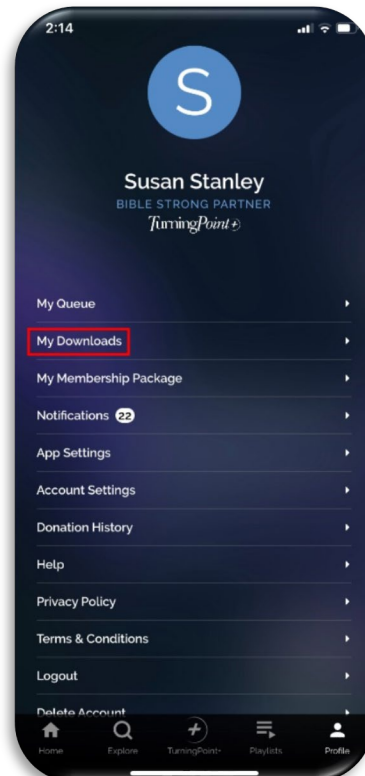 2:14
S
Susan Stanley
BIBLE STRONG PARTNER
TurningPoint+
My Queue
My Downloads
My Membership Package
Notifications 22
App Settings
Account Settings
Donation History
Help
Privacy Policy
Terms & Conditions
Logout
Delete Account
Home Explore TurningPoint+ Playlists Profile